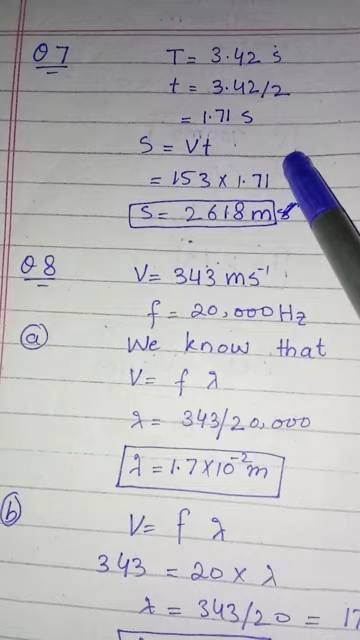 Q7
T = 3.42 s
t = 3.42/2
= 1.71 s
S = Vt
= 153 × 1.71
S = 2618 m
Q8
V = 343 ms⁻¹
f = 20,000 Hz
(a) We know that
V = f λ
λ = 343/20,000
λ = 1.7×10⁻² m
(b)
V = f λ
343 = 20 × λ
λ = 343/20 = 17